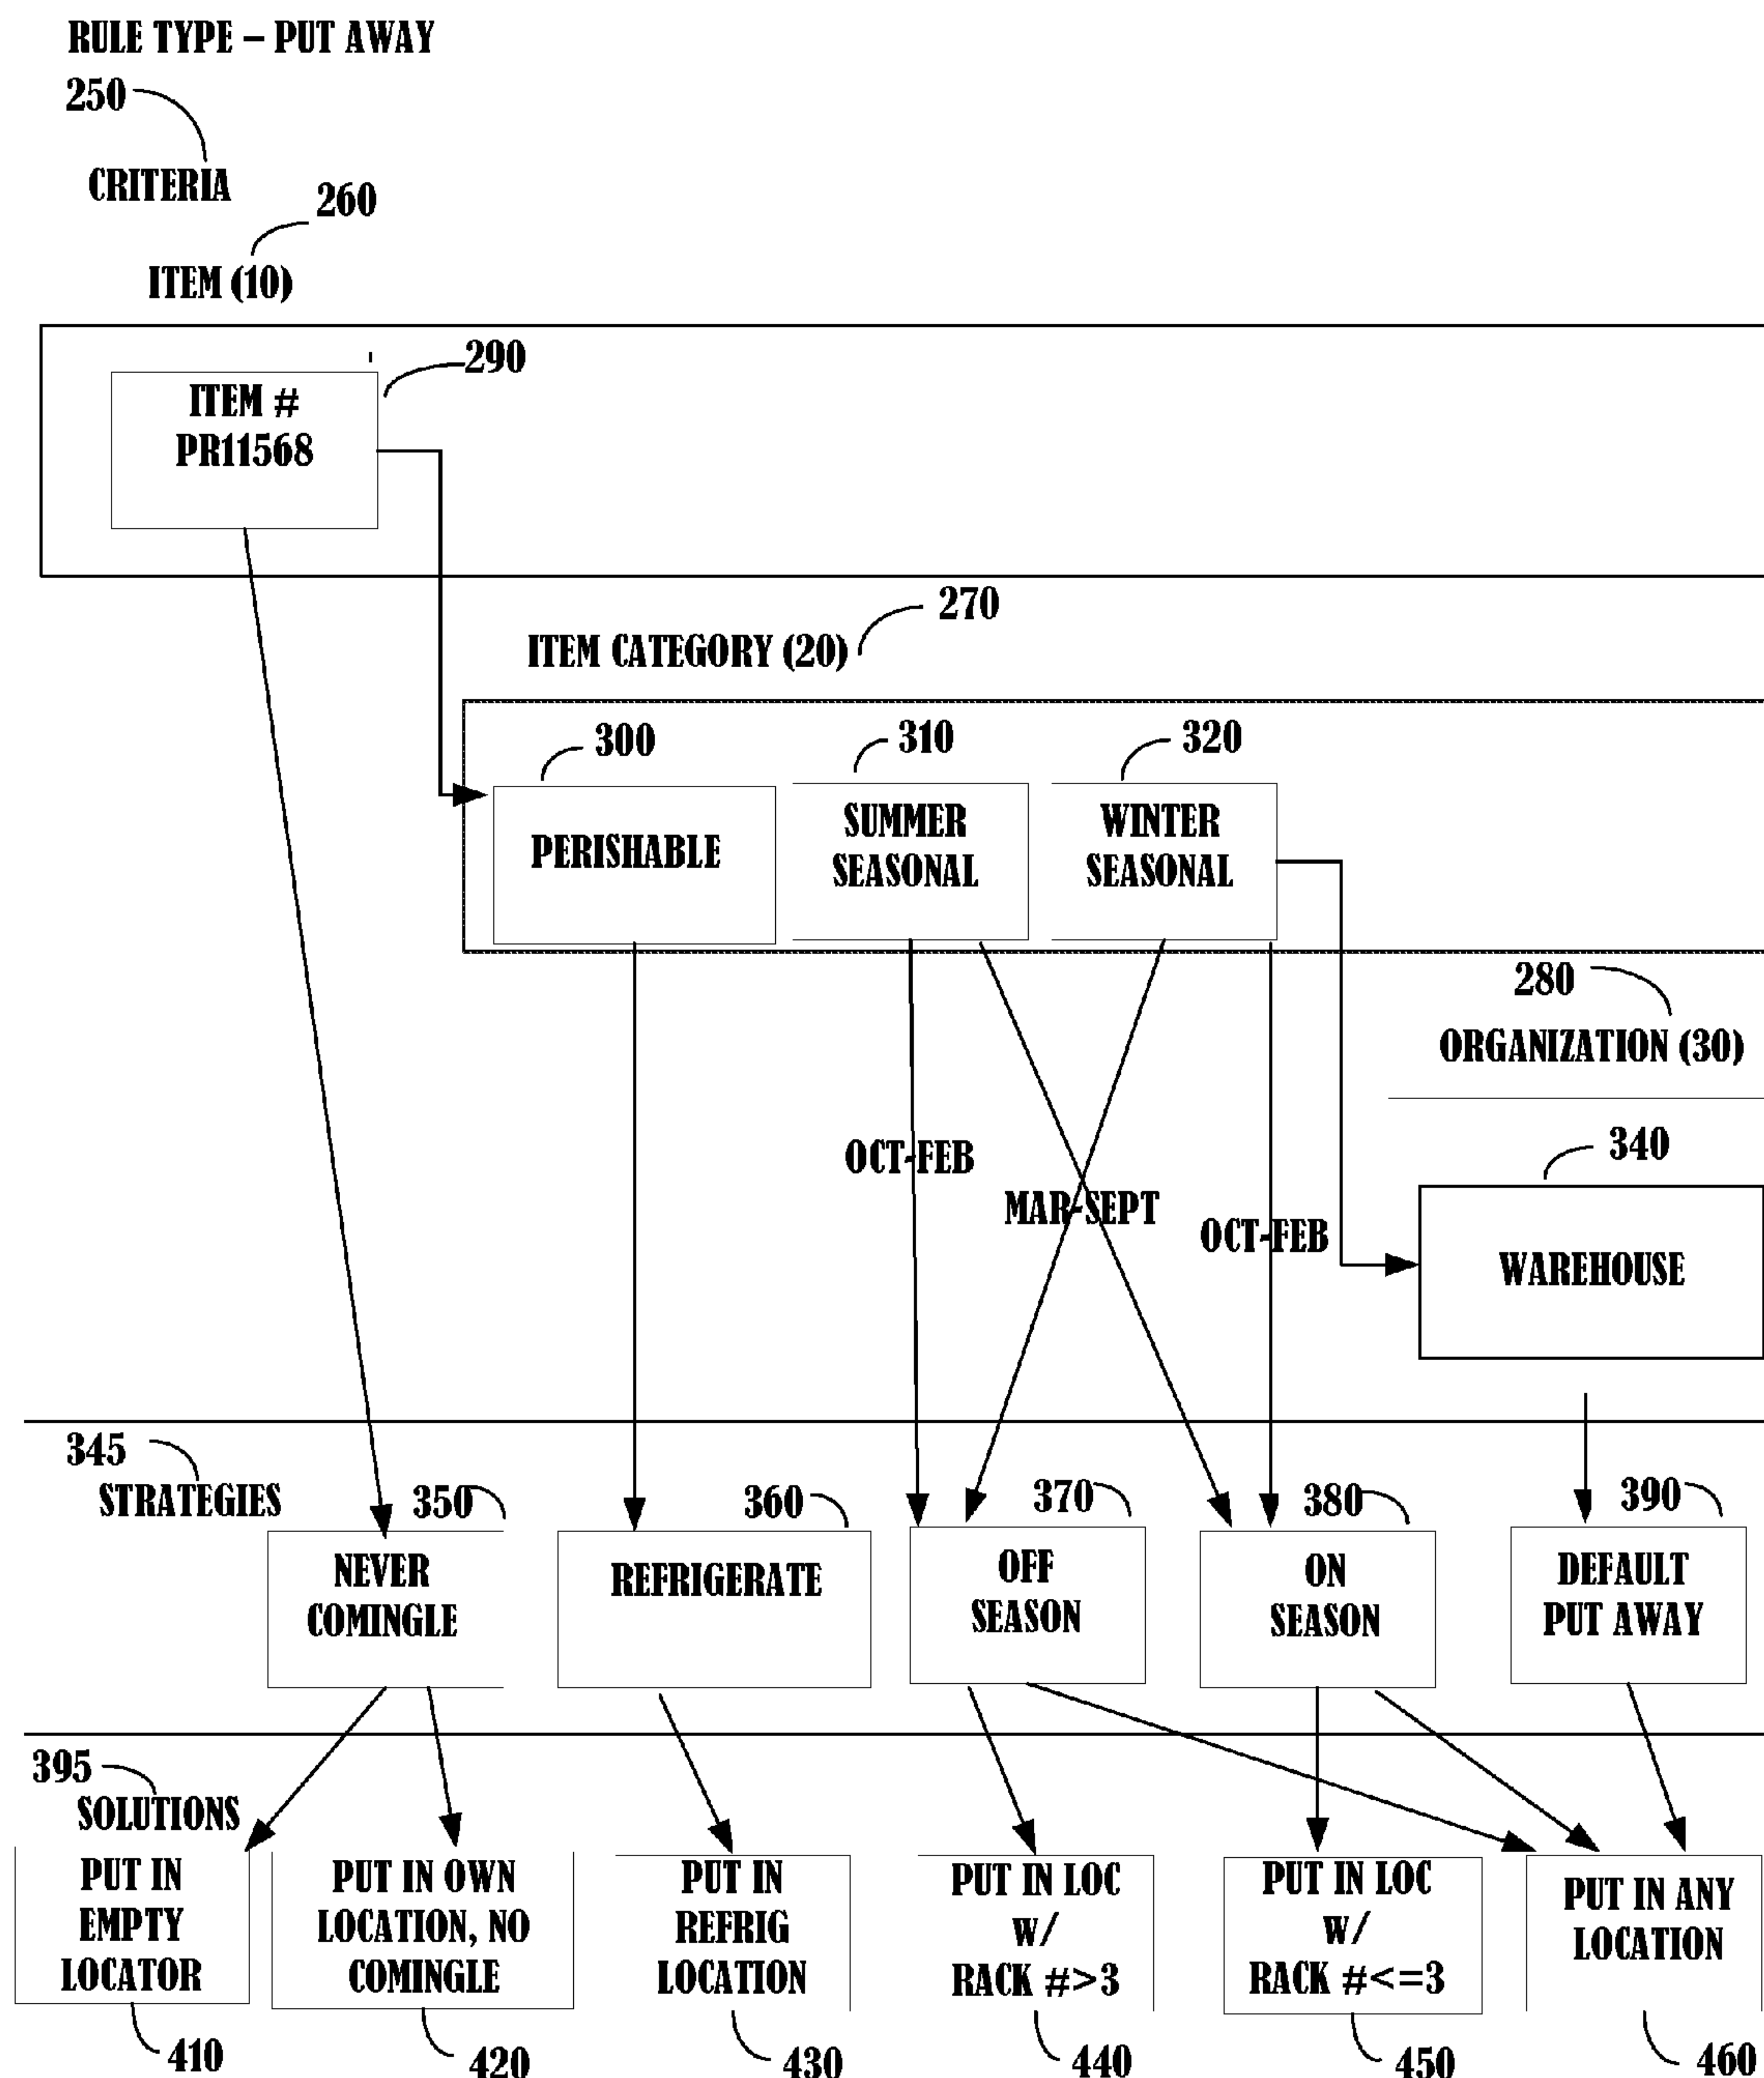 RULE TYPE – PUT AWAY
250
CRITERIA
260
ITEM (10)
290
ITEM #
PR11568
270
ITEM CATEGORY (20)
300
310
320
PERISHABLE
SUMMER
SEASONAL
WINTER
SEASONAL
280
ORGANIZATION (30)
340
WAREHOUSE
OCT-FEB
MAR-SEPT
OCT-FEB
345
STRATEGIES
350
360
370
380
390
NEVER
COMINGLE
REFRIGERATE
OFF
SEASON
ON
SEASON
DEFAULT
PUT AWAY
395
SOLUTIONS
PUT IN
EMPTY
LOCATOR
PUT IN OWN
LOCATION, NO
COMINGLE
PUT IN
REFRIG
LOCATION
PUT IN LOC
W/
RACK #>3
PUT IN LOC
W/
RACK #<=3
PUT IN ANY
LOCATION
410
420
430
440
450
460